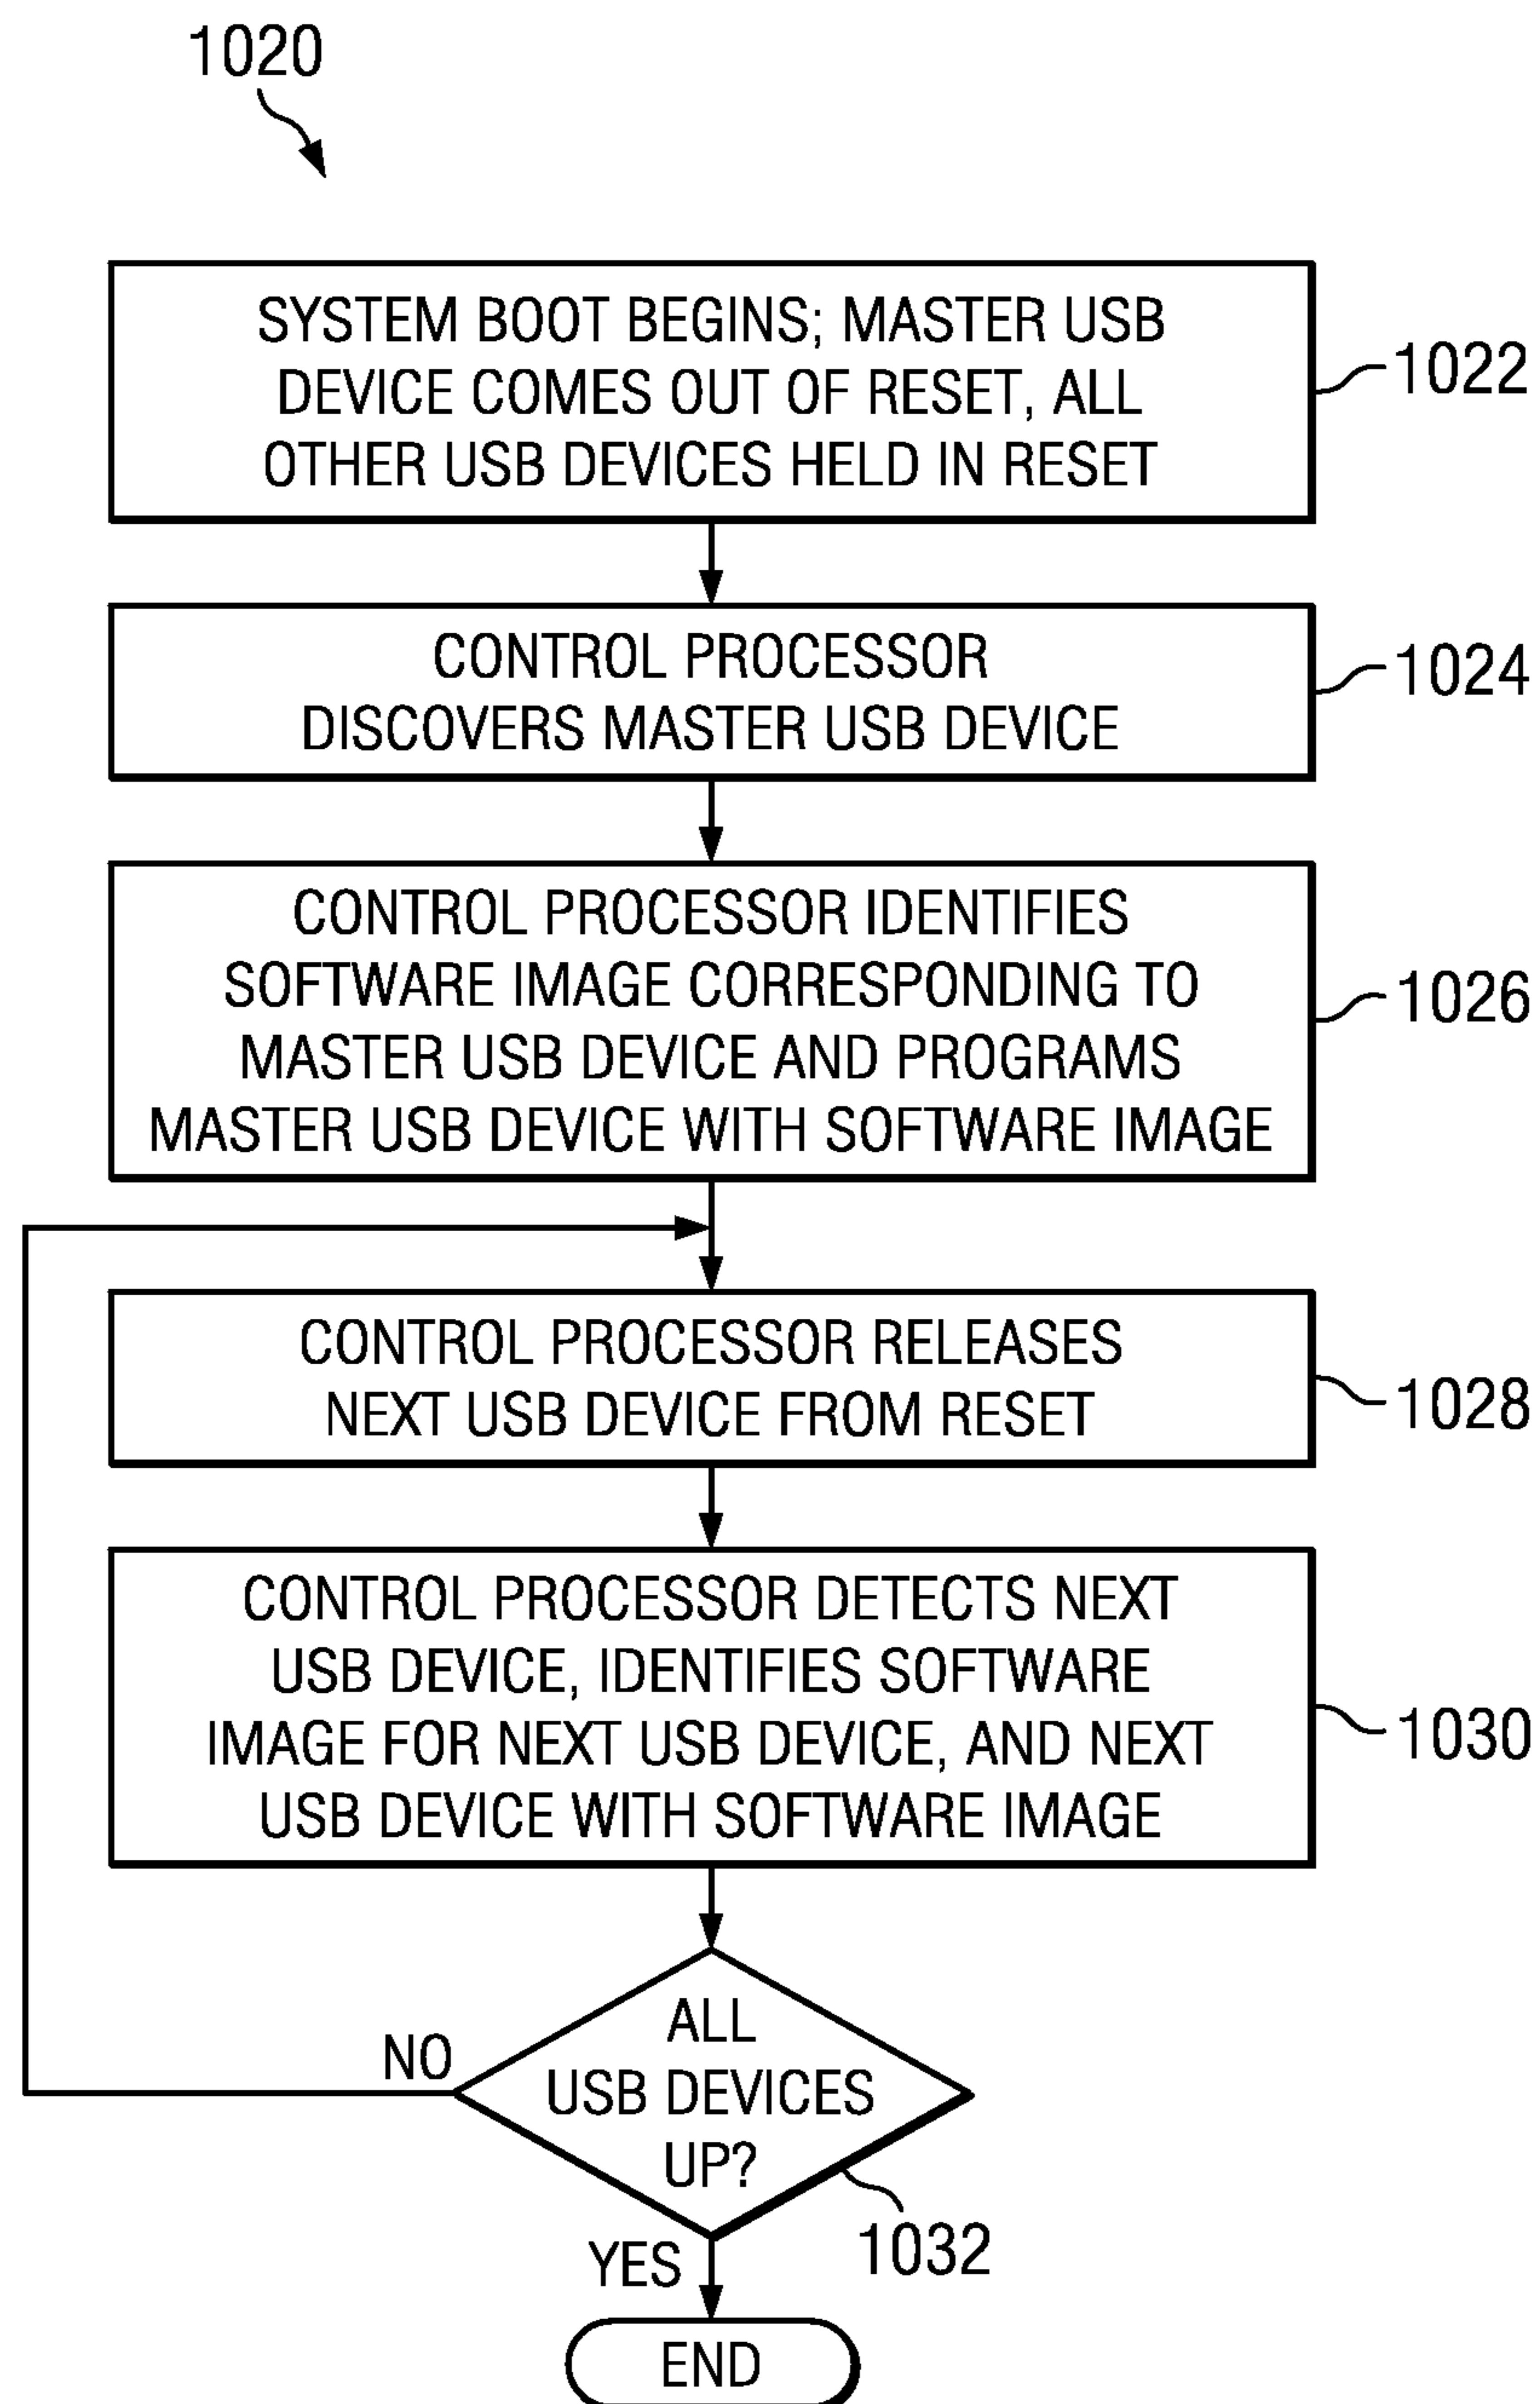 1020
SYSTEM BOOT BEGINS; MASTER USB
DEVICE COMES OUT OF RESET, ALL
OTHER USB DEVICES HELD IN RESET
1022
CONTROL PROCESSOR
DISCOVERS MASTER USB DEVICE
1024
CONTROL PROCESSOR IDENTIFIES
SOFTWARE IMAGE CORRESPONDING TO
MASTER USB DEVICE AND PROGRAMS
MASTER USB DEVICE WITH SOFTWARE IMAGE
1026
CONTROL PROCESSOR RELEASES
NEXT USB DEVICE FROM RESET
1028
CONTROL PROCESSOR DETECTS NEXT
USB DEVICE, IDENTIFIES SOFTWARE
IMAGE FOR NEXT USB DEVICE, AND NEXT
USB DEVICE WITH SOFTWARE IMAGE
1030
ALL
USB DEVICES
UP?
NO
1032
YES
END